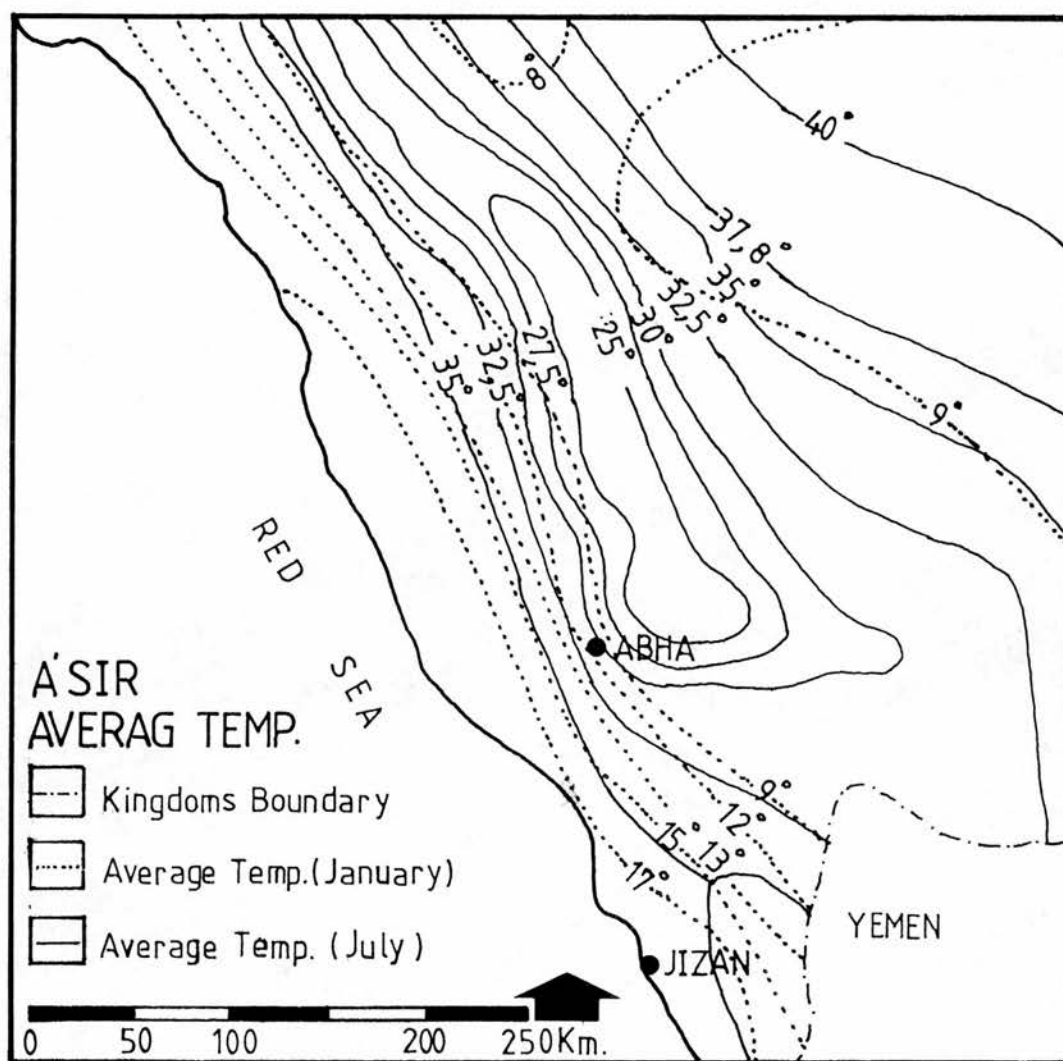 8°
40°
37,8°
35°
32,5°
30°
25°
27,5°
32,5°
35°
9°
RED
SEA
ABHA
A'SIR
AVERAG TEMP.
Kingdoms Boundary
Average Temp.(January)
Average Temp. (July)
9°
12°
13°
15°
17°
YEMEN
JIZAN
0 50 100 200 250 Km.